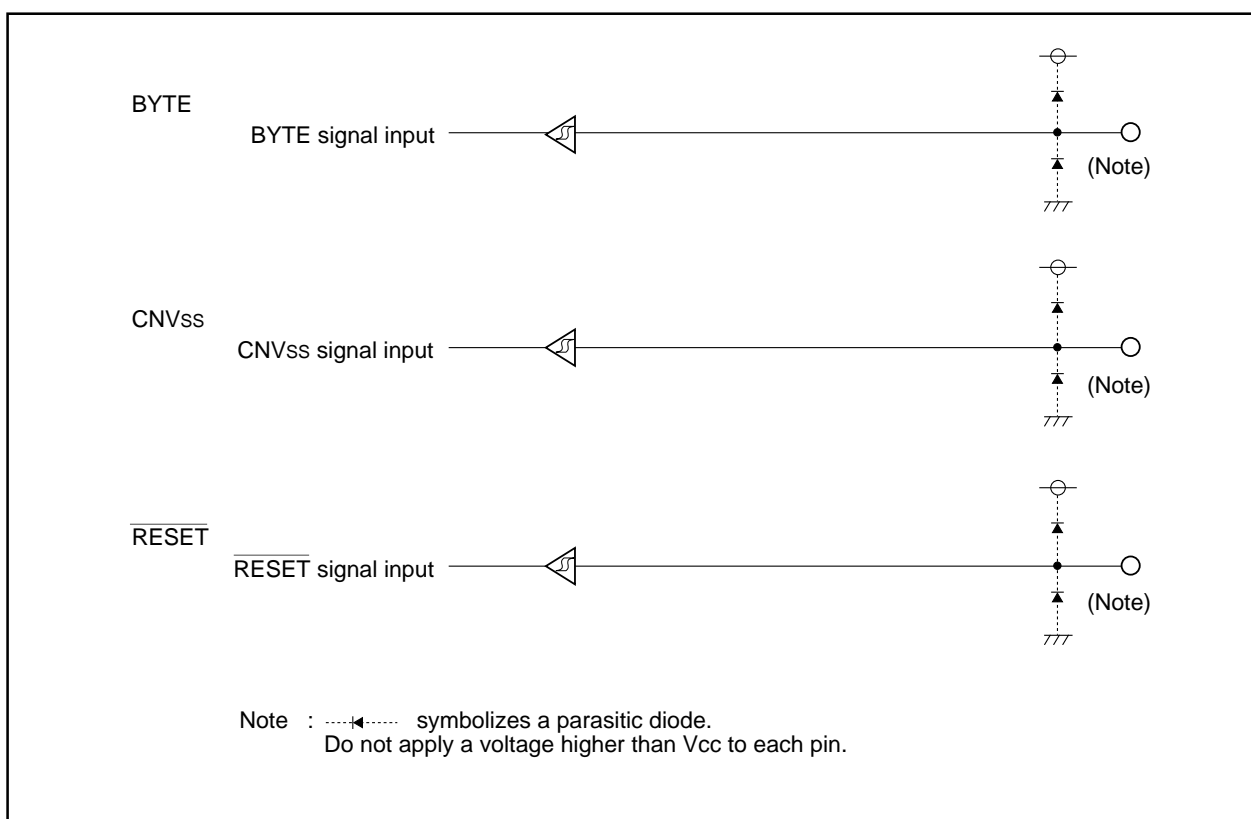 BYTE
BYTE signal input
(Note)
CNVSS
CNVSS signal input
(Note)
RESET
RESET signal input
(Note)
Note : symbolizes a parasitic diode.
Do not apply a voltage higher than Vcc to each pin.